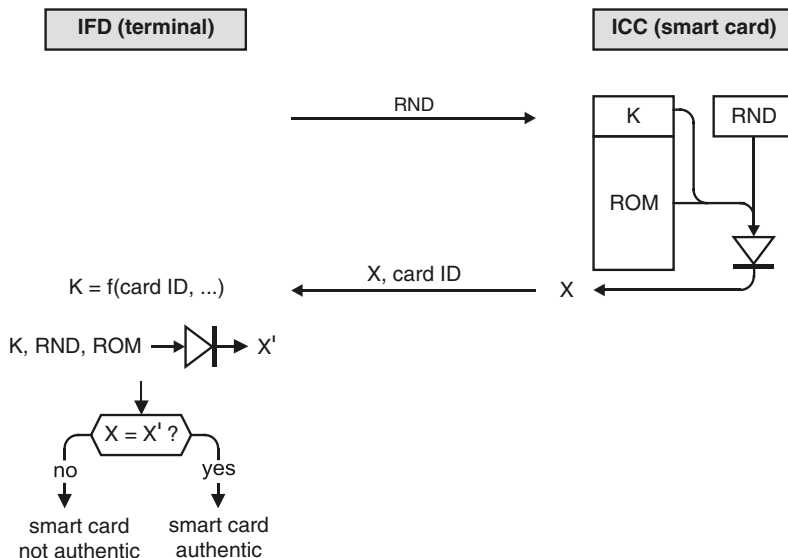 IFD (terminal)
ICC (smart card)
RND
K
RND
ROM
X, card ID
K = f(card ID, ...)
X
K, RND, ROM
X'
X = X' ?
no
yes
smart card
not authentic
smart card
authentic